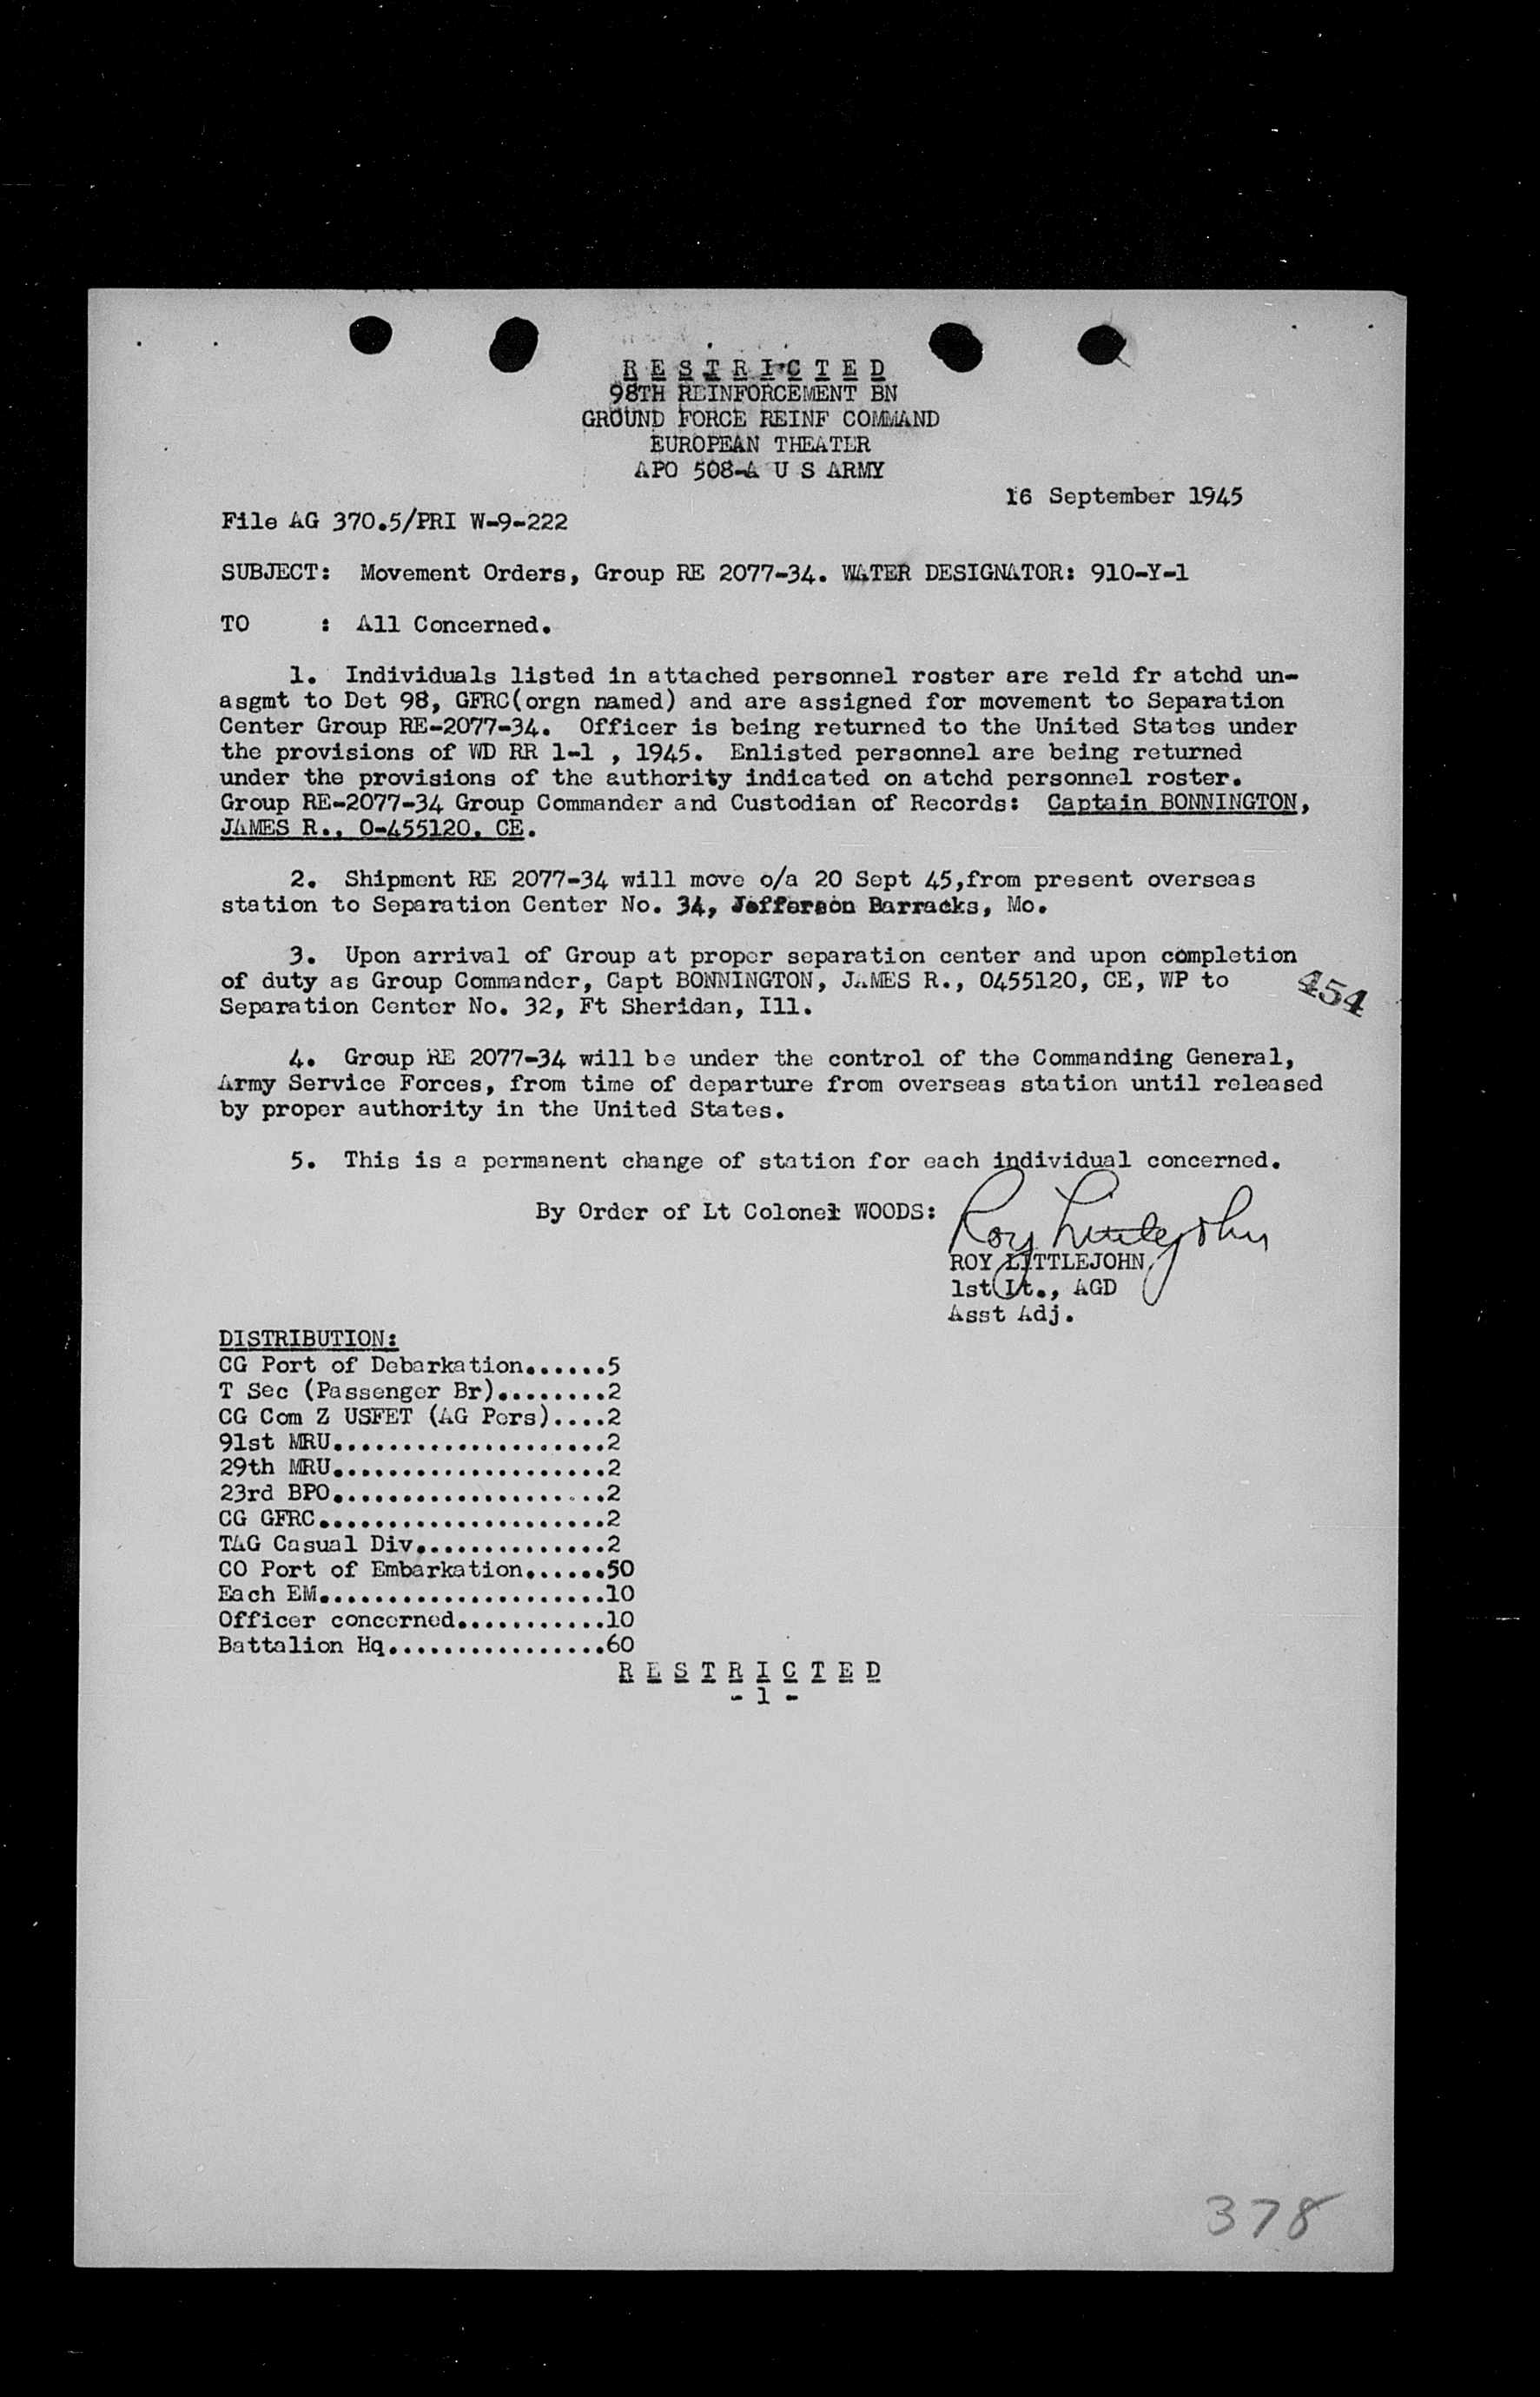 R E S T R I C T E D
98TH REINFORCEMENT BN
GROUND FORCE REINF COMMAND
EUROPEAN THEATER
APO 508-A U S ARMY
16 September 1945
File AG 370.5/PRI W-9-222
SUBJECT: Movement Orders, Group RE 2077-34. WATER DESIGNATOR: 910-Y-1
TO : All Concerned.
1. Individuals listed in attached personnel roster are reld fr atchd un-
asgmt to Det 98, GFRC(orgn named) and are assigned for movement to Separation
Center Group RE-2077-34. Officer is being returned to the United States under
the provisions of WD RR 1-1 , 1945. Enlisted personnel are being returned
under the provisions of the authority indicated on atchd personnel roster.
Group RE-2077-34 Group Commander and Custodian of Records: Captain BONNINGTON,
JAMES R., O-455120, CE.
2. Shipment RE 2077-34 will move o/a 20 Sept 45,from present overseas
station to Separation Center No. 34, Jefferson Barracks, Mo.
3. Upon arrival of Group at proper separation center and upon completion
of duty as Group Commander, Capt BONNINGTON, JAMES R., O455120, CE, WP to
Separation Center No. 32, Ft Sheridan, Ill.
454
4. Group RE 2077-34 will be under the control of the Commanding General,
Army Service Forces, from time of departure from overseas station until released
by proper authority in the United States.
5. This is a permanent change of station for each individual concerned.
By Order of Lt Colonel WOODS:
Roy Littlejohn
ROY LITTLEJOHN
1st Lt., AGD
Asst Adj.
DISTRIBUTION:
CG Port of Debarkation......5
T Sec (Passenger Br)........2
CG Com Z USFET (AG Pers)....2
91st MRU....................2
29th MRU....................2
23rd BPO....................2
CG GFRC.....................2
TAG Casual Div..............2
CO Port of Embarkation......50
Each EM.....................10
Officer concerned...........10
Battalion Hq................60
R E S T R I C T E D
- 1 -
378